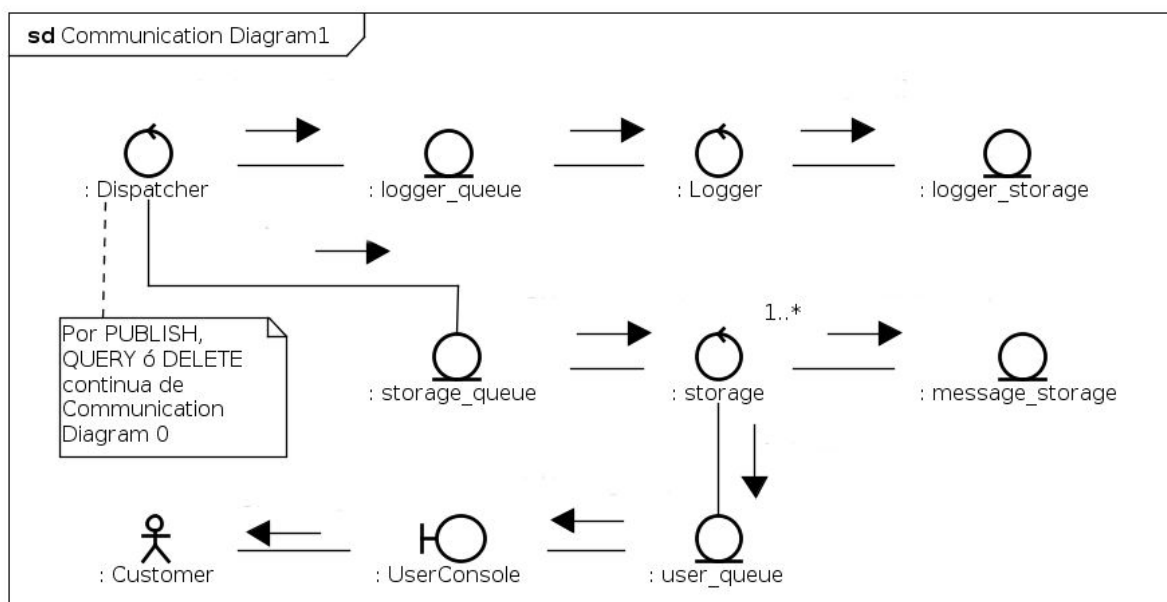 sd Communication Diagram1
: Dispatcher
: logger_queue
: Logger
: logger_storage
Por PUBLISH,
QUERY ó DELETE
continua de
Communication
Diagram 0
1..*
: storage_queue
: storage
: message_storage
: Customer
: UserConsole
: user_queue